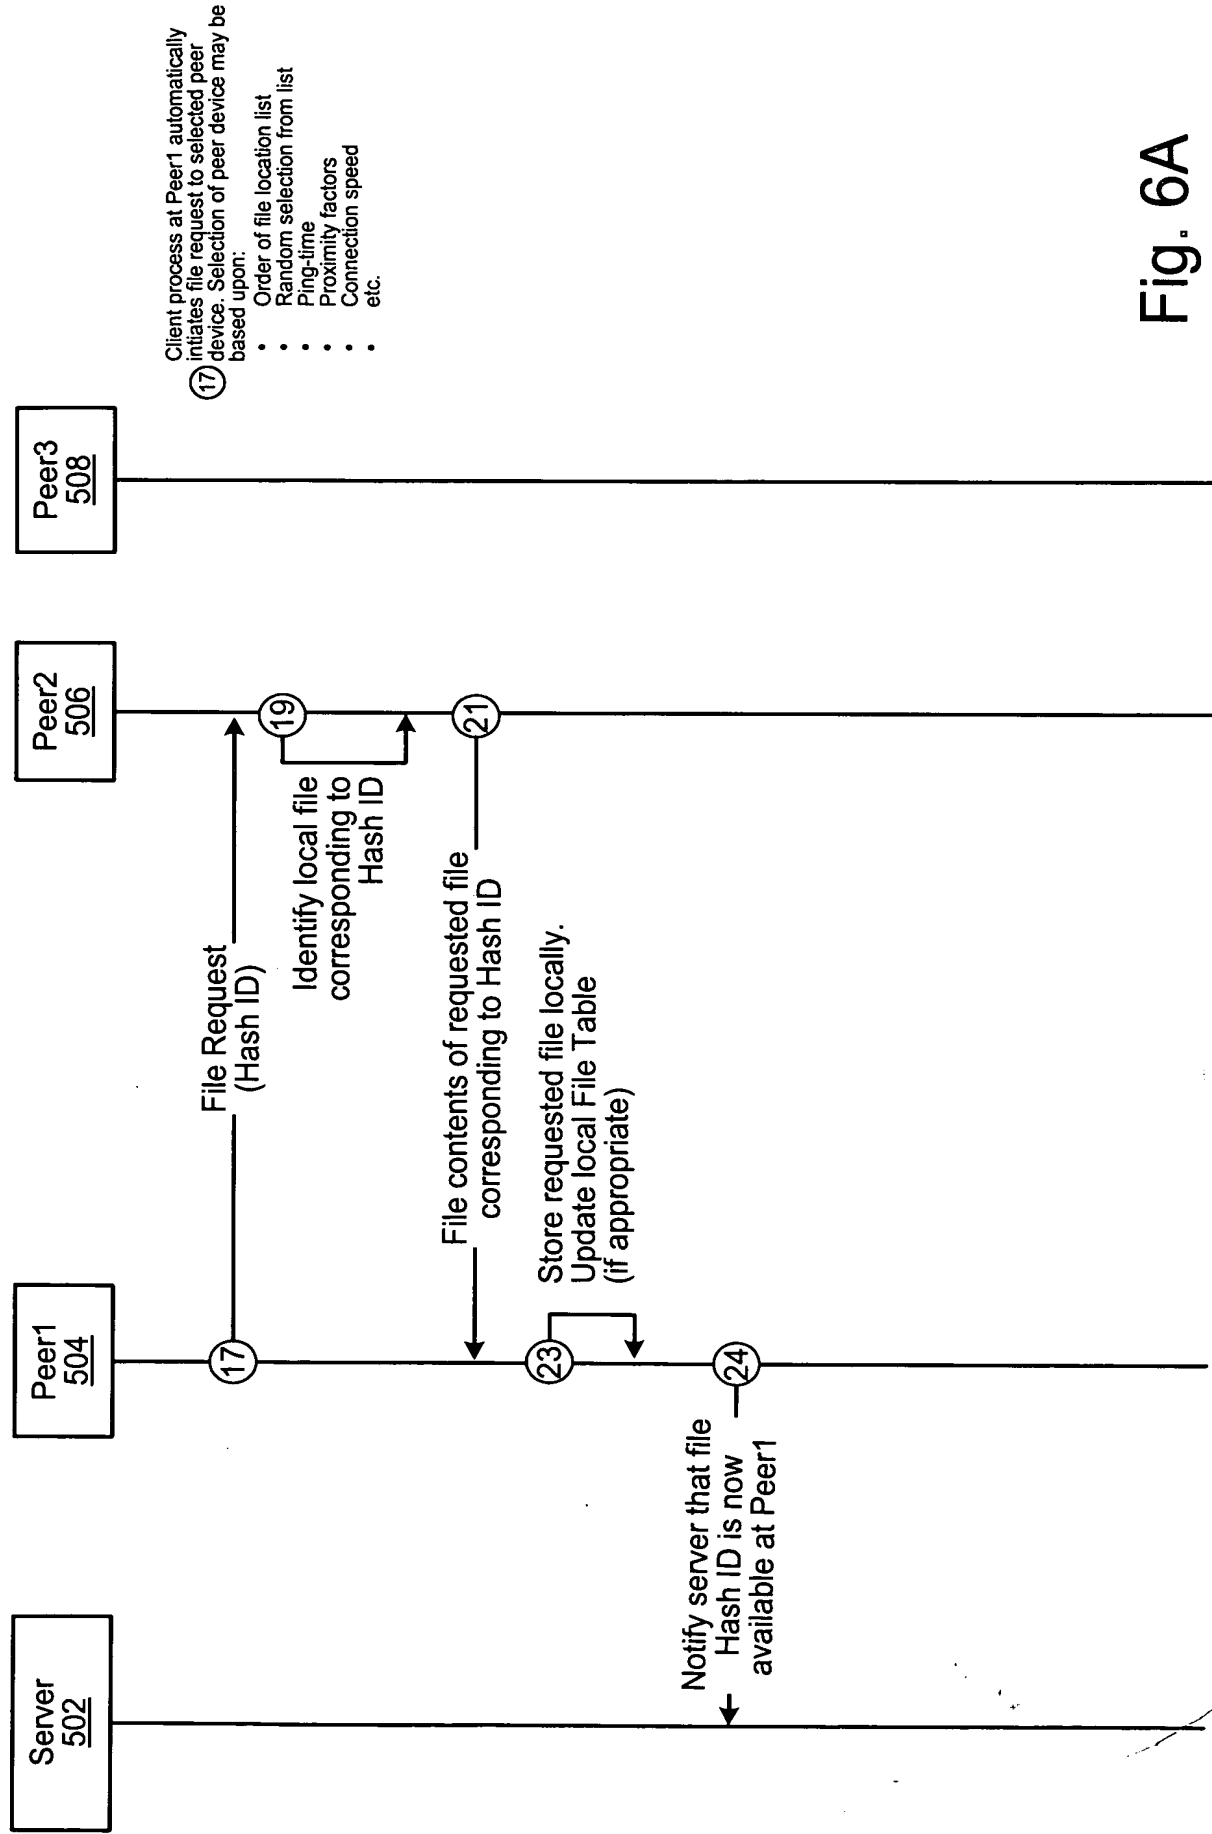 Server
502
Peer1
504
Peer2
506
Peer3
508
Client process at Peer1 automatically
intiates file request to selected peer
17
device. Selection of peer device may be
based upon:
• Order of file location list
• Random selection from list
• Ping-time
• Proximity factors
• Connection speed
• etc.
17
File Request
(Hash ID)
19
Identify local file
corresponding to
Hash ID
21
File contents of requested file
corresponding to Hash ID
23
Store requested file locally.
Update local File Table
(if appropriate)
24
Notify server that file
Hash ID is now
available at Peer1
Fig. 6A